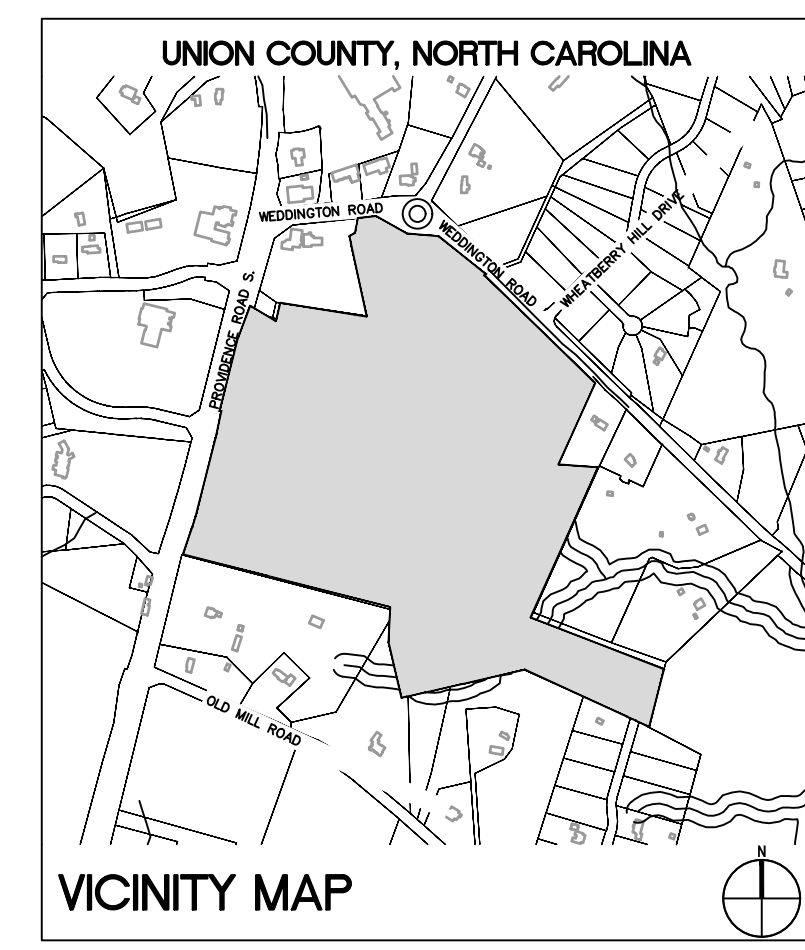 UNION COUNTY, NORTH CAROLINA
WEDDINGTON ROAD
WEDDINGTON ROAD
WHEATBERRY HILL DRIVE
PROVIDENCE ROAD S.
OLD MILL ROAD
VICINITY MAP
N